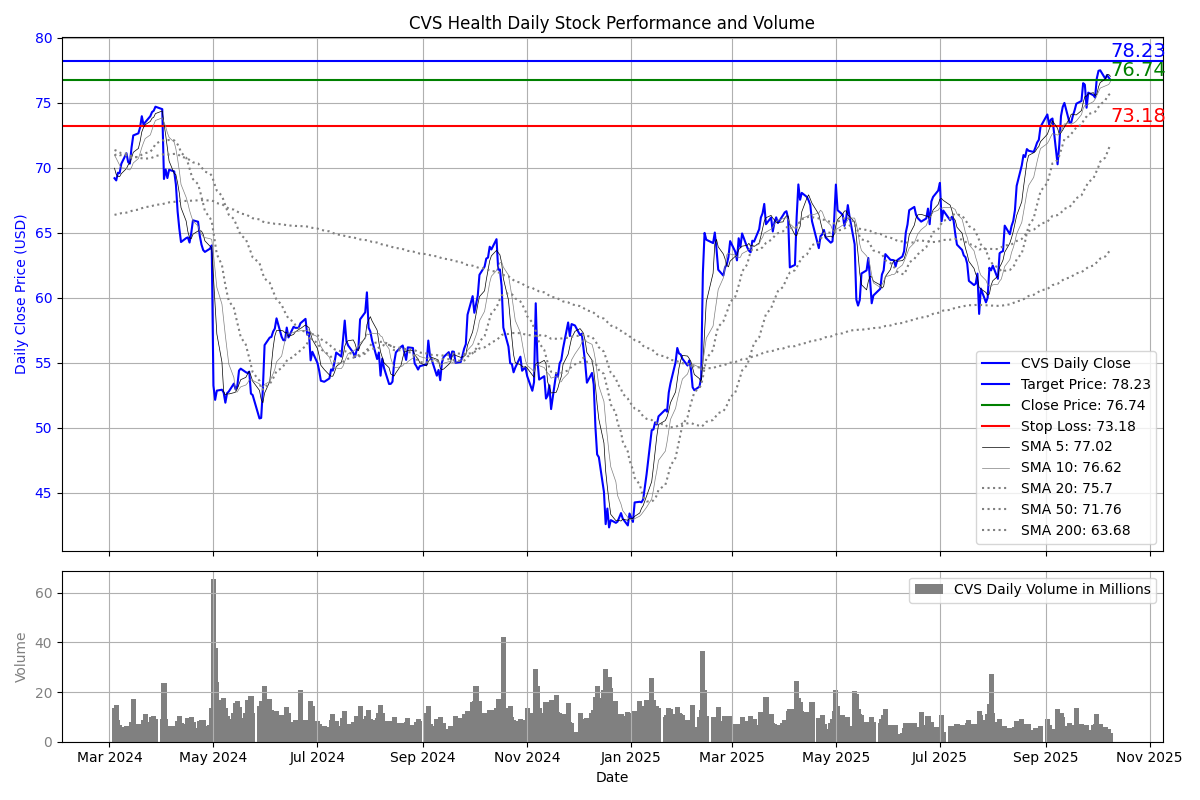 CVS Health Daily Stock Performance and Volume
80
75
70
65
60
55
50
45
Daily Close Price (USD)
78.23
76.74
73.18
CVS Daily Close
Target Price: 78.23
Close Price: 76.74
Stop Loss: 73.18
SMA 5: 77.02
SMA 10: 76.62
SMA 20: 75.7
SMA 50: 71.76
SMA 200: 63.68
60
40
20
0
Volume
CVS Daily Volume in Millions
Mar 2024 May 2024 Jul 2024 Sep 2024 Nov 2024 Jan 2025 Mar 2025 May 2025 Jul 2025 Sep 2025 Nov 2025
Date